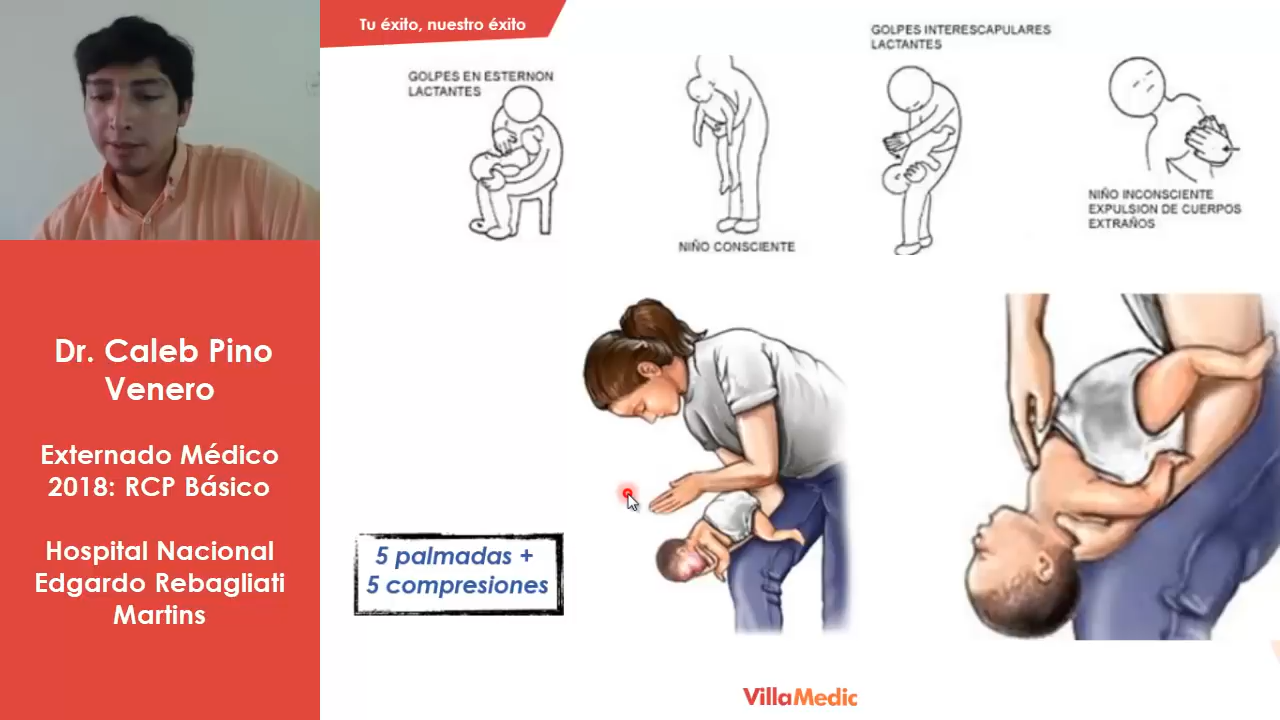 Tu éxito, nuestro éxito
GOLPES EN ESTERNON
LACTANTES
NIÑO CONSCIENTE
GOLPES INTERESCAPULARES
LACTANTES
NIÑO INCONSCIENTE
EXPULSION DE CUERPOS
EXTRAÑOS
Dr. Caleb Pino
Venero
Externado Médico
2018: RCP Básico
Hospital Nacional
Edgardo Rebagliati
Martins
5 palmadas +
5 compresiones
VillaMedic